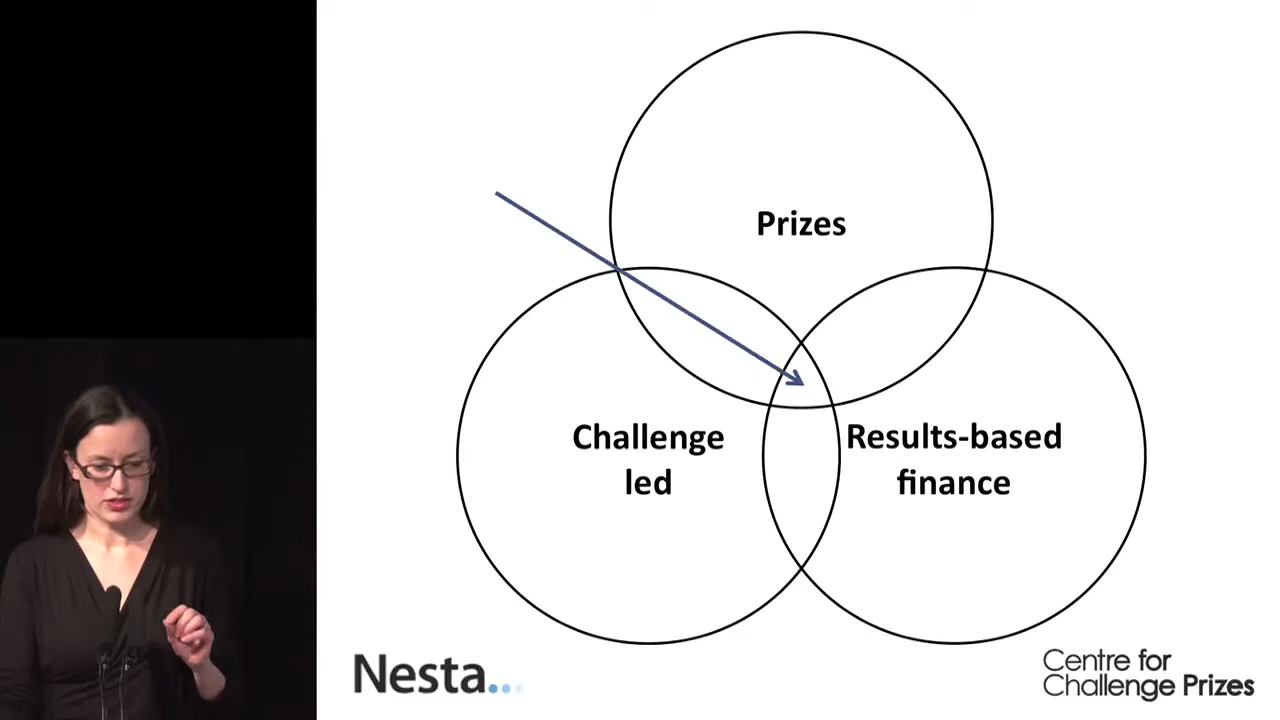 Prizes
Challenge
led
Results-based
finance
Nesta...
Centre for
Challenge Prizes